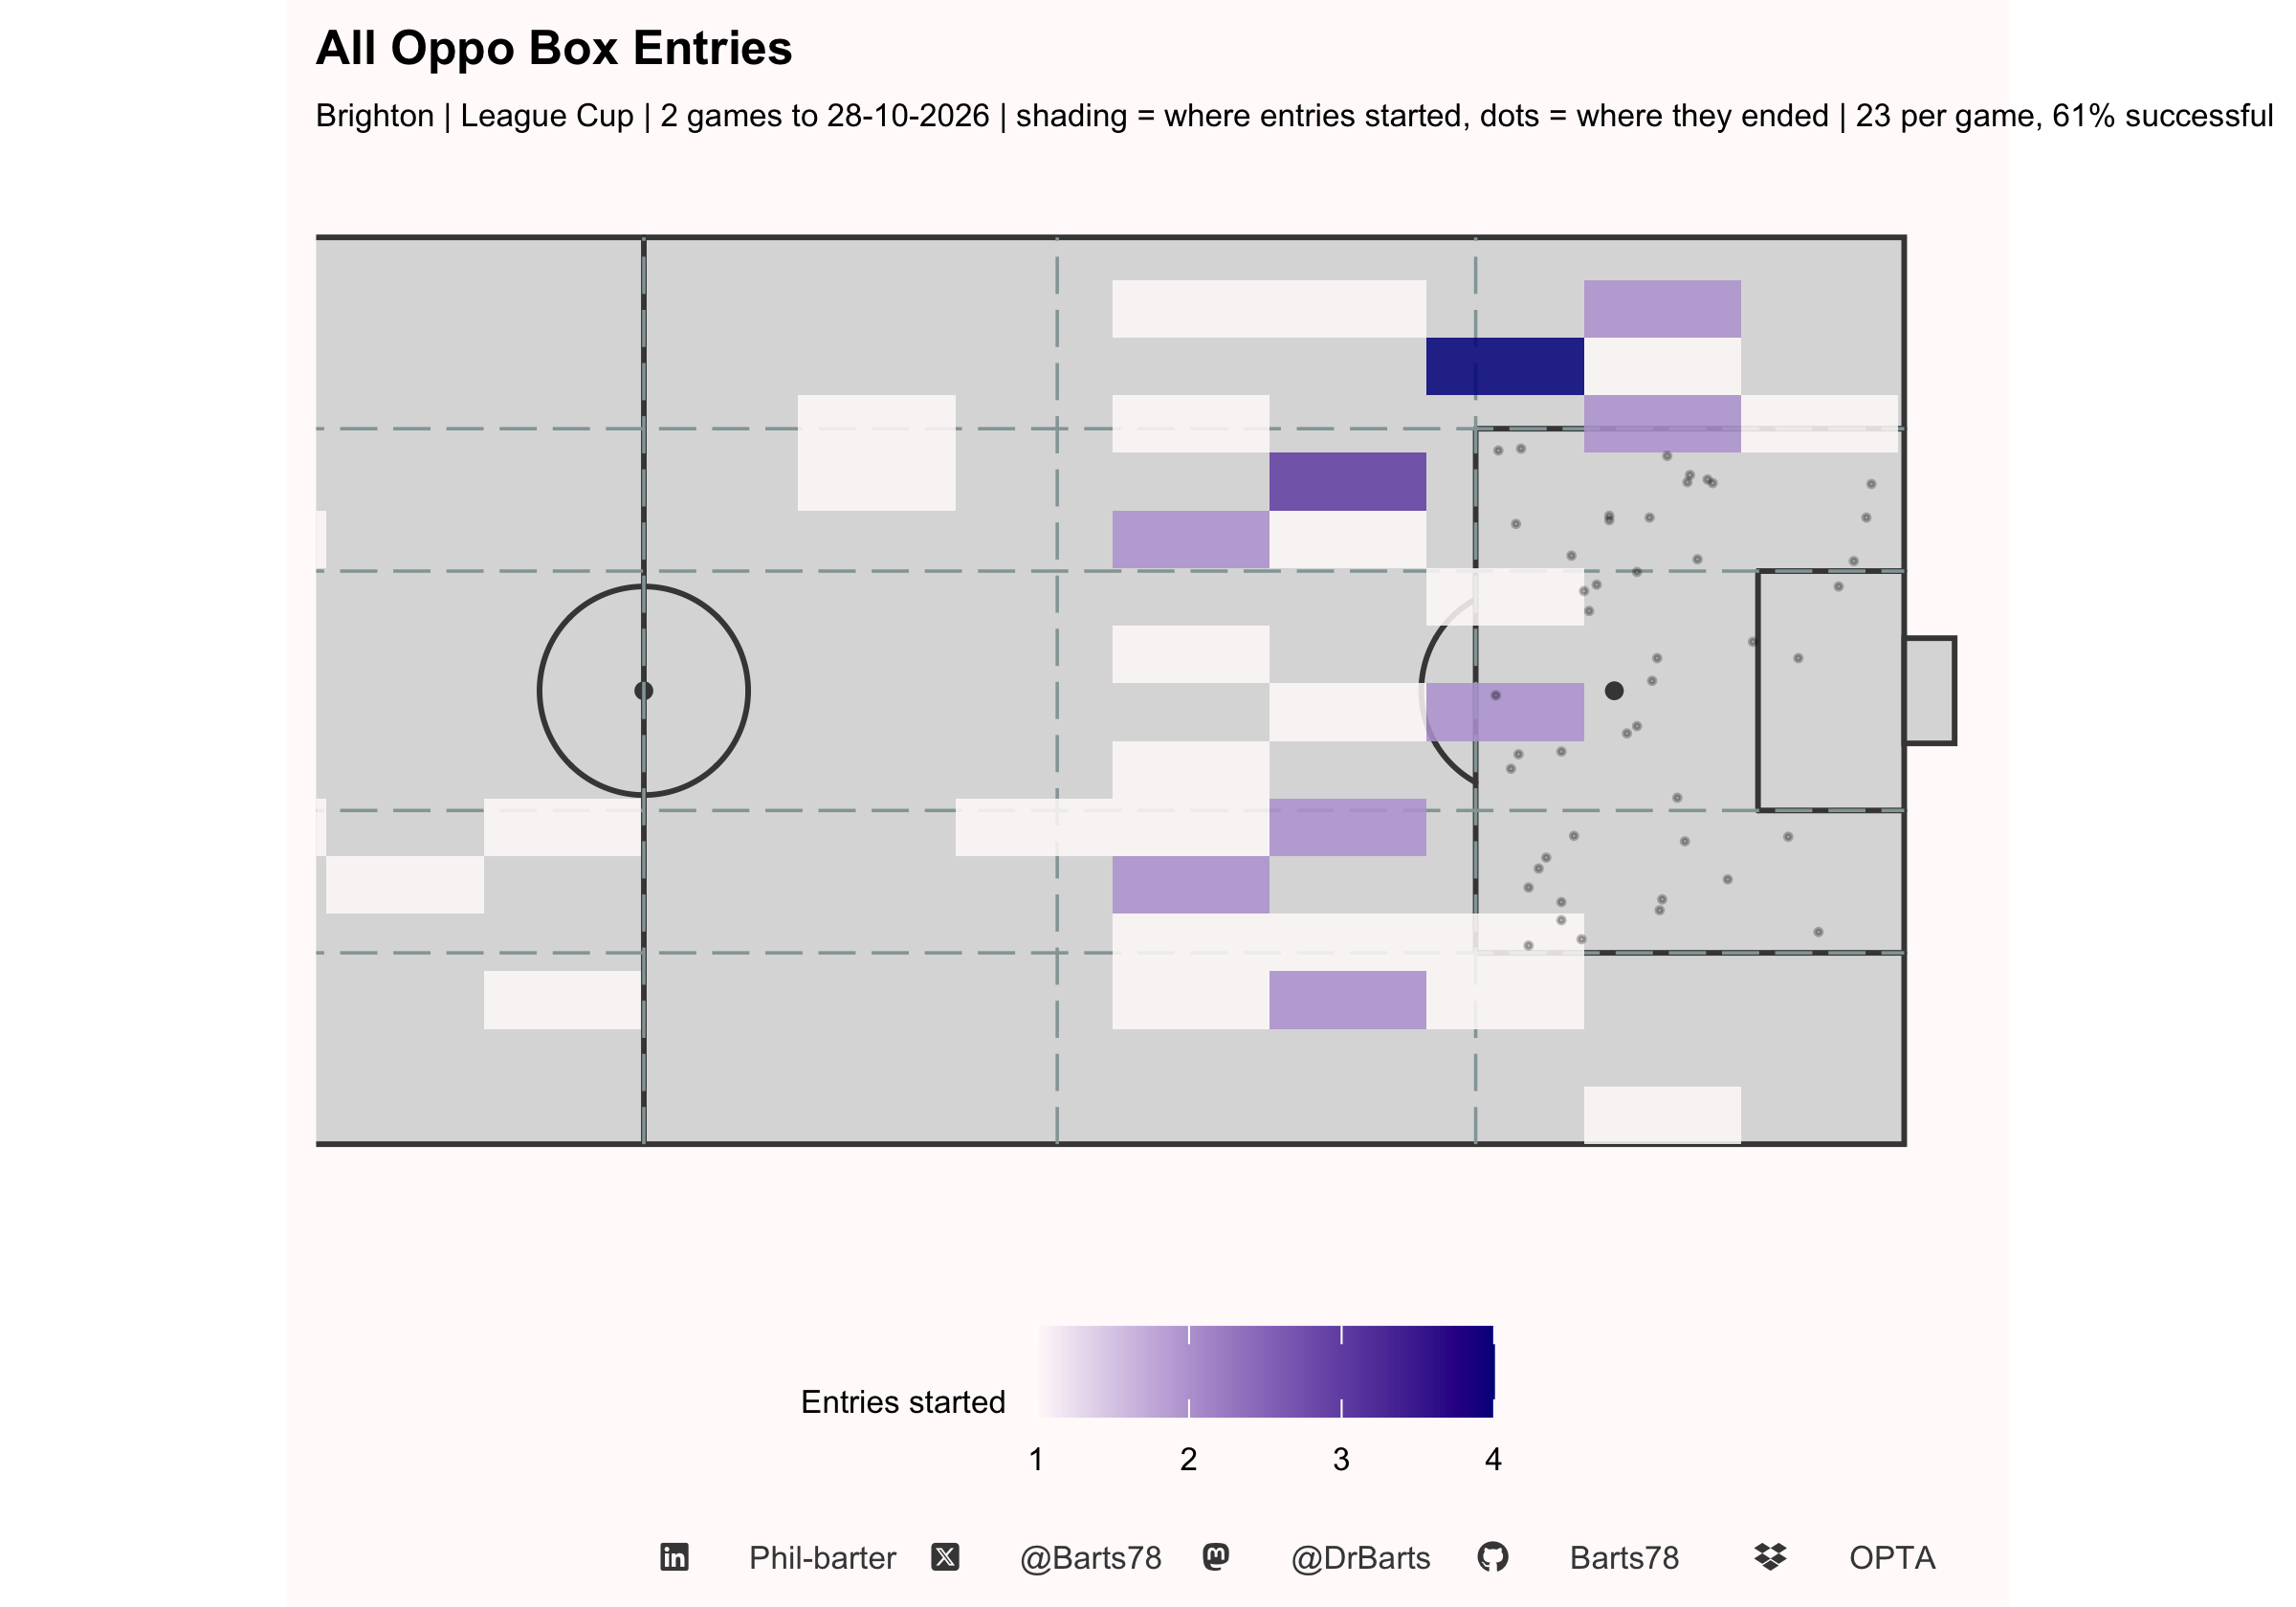 All Oppo Box Entries
Brighton | League Cup | 2 games to 28-10-2026 | shading = where entries started, dots = where they ended | 23 per game, 61% successful
Entries started
1 2 3 4
Phil-barter @Barts78 @DrBarts Barts78 OPTA